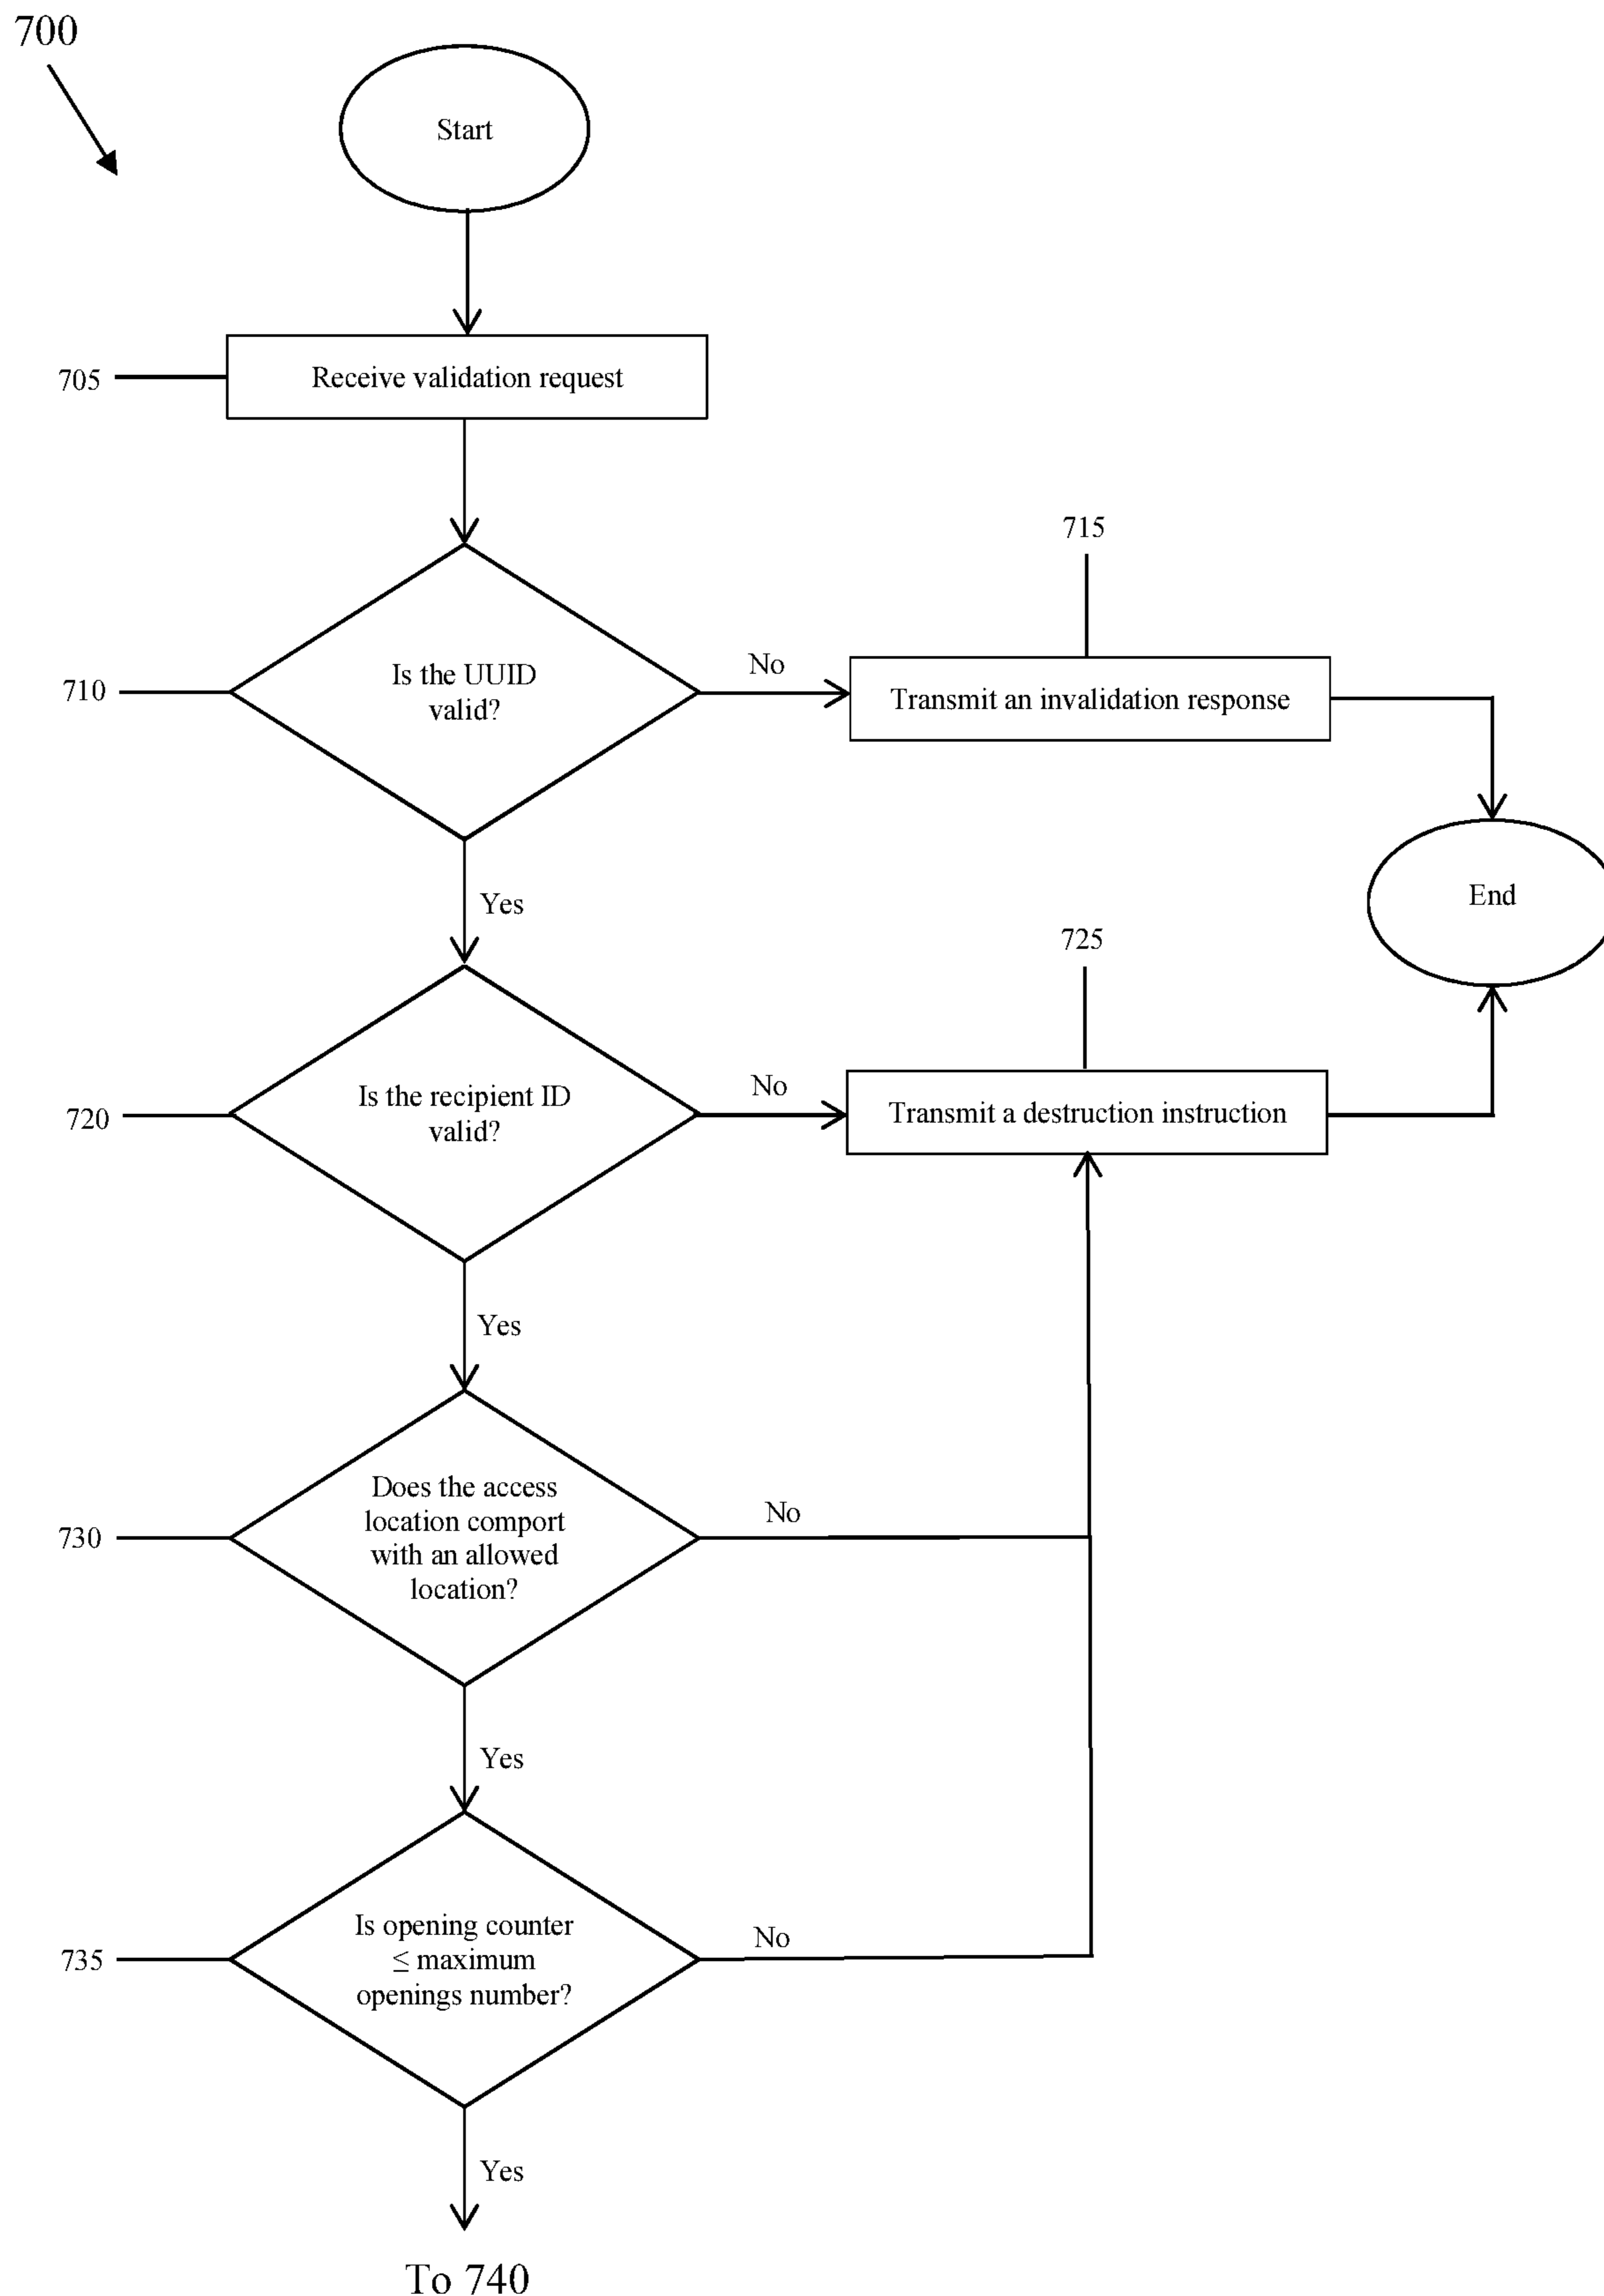 700
Start
705
Receive validation request
715
710
Is the UUID
valid?
No
Transmit an invalidation response
Yes
End
725
720
Is the recipient ID
valid?
No
Transmit a destruction instruction
Yes
730
Does the access
location comport
with an allowed
location?
No
Yes
735
Is opening counter
≤ maximum
openings number?
No
Yes
To 740